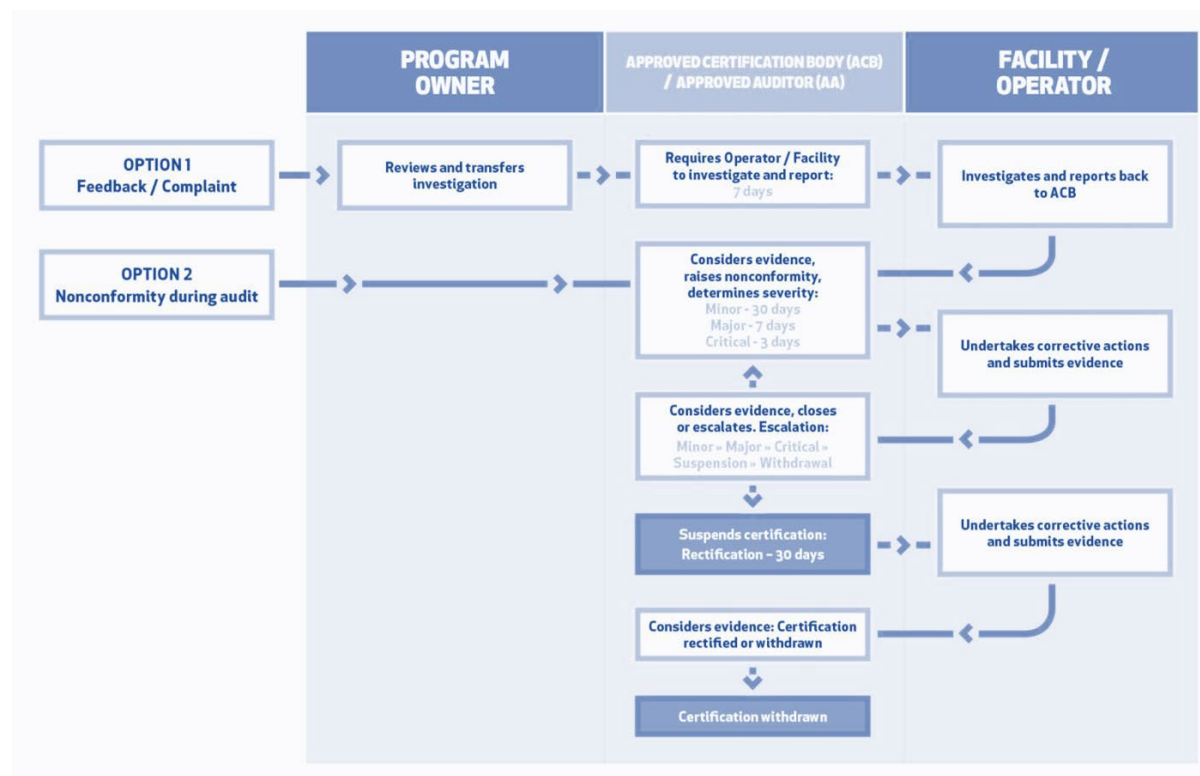 PROGRAM
OWNER
APPROVED CERTIFICATION BODY (ACB)
/ APPROVED AUDITOR (AA)
FACILITY /
OPERATOR
OPTION 1
Feedback / Complaint
Reviews and transfers
investigation
Requires Operator / Facility
to investigate and report:
7 days
Investigates and reports back
to ACB
OPTION 2
Nonconformity during audit
Considers evidence,
raises nonconformity,
determines severity:
Minor - 30 days
Major - 7 days
Critical - 3 days
Undertakes corrective actions
and submits evidence
Considers evidence, closes
or escalates. Escalation:
Minor » Major » Critical »
Suspension » Withdrawal
Suspends certification:
Rectification – 30 days
Undertakes corrective actions
and submits evidence
Considers evidence: Certification
rectified or withdrawn
Certification withdrawn